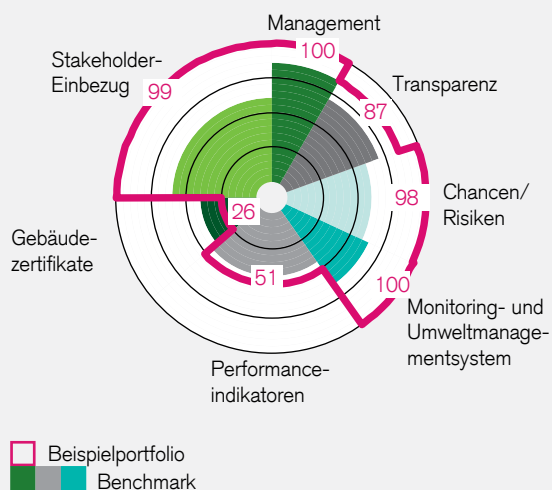 Management
100
Transparenz
87
Chancen/
Risiken
98
Monitoring- und
Umweltmanage-
mentsystem
100
Performance-
indikatoren
51
Gebäude-
zertifikate
26
Stakeholder-
Einbezug
99
Beispielportfolio
Benchmark